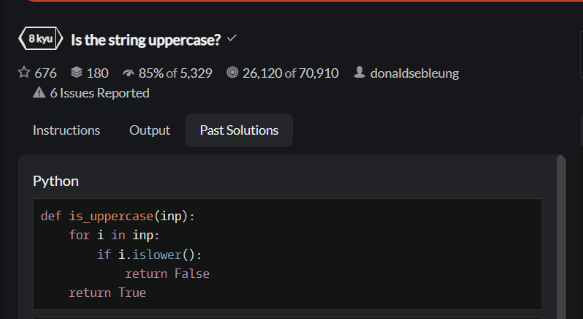 8 kyu Is the string uppercase?
676 180 85% of 5,329 26,120 of 70,910 donaldsebleung
6 Issues Reported
Instructions Output Past Solutions
Python
def is_uppercase(inp):
    for i in inp:
        if i.islower():
            return False
    return True